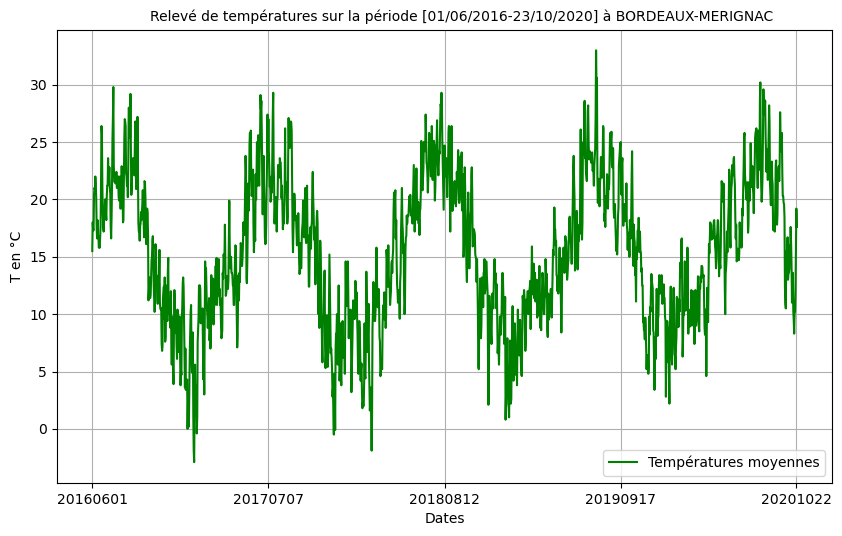 Relevé de températures sur la période [01/06/2016-23/10/2020] à BORDEAUX-MERIGNAC
30
25
20
15
10
5
0
T en °C
Températures moyennes
20160601 20170707 20180812 20190917 20201022
Dates